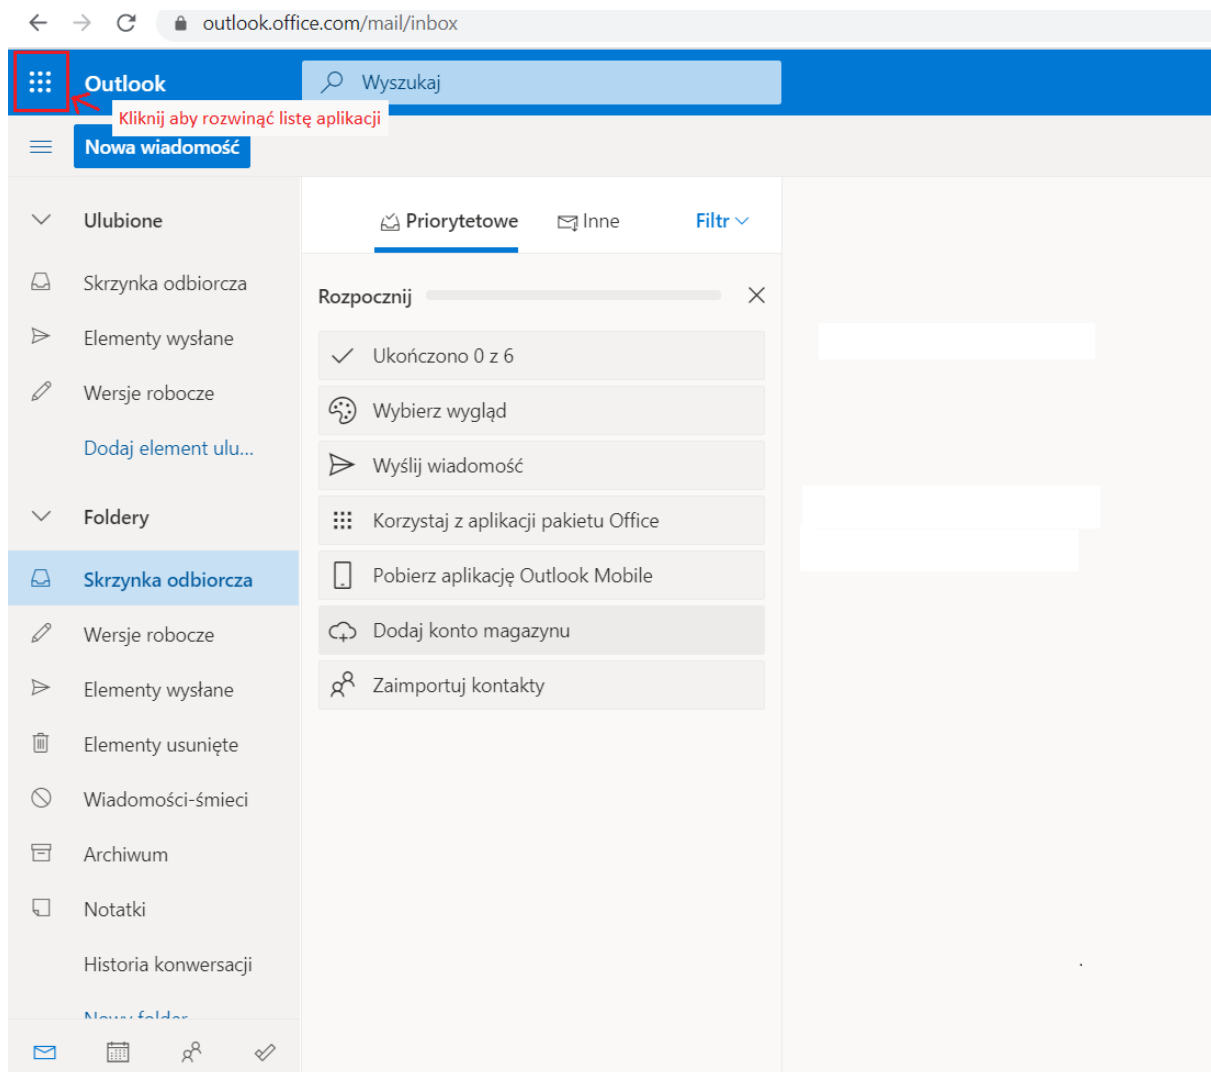 outlook.office.com/mail/inbox
Outlook
Wyszukaj
Kliknij aby rozwinąć listę aplikacji
Nowa wiadomość
Ulubione
Skrzynka odbiorcza
Elementy wysłane
Wersje robocze
Dodaj element ulu...
Foldery
Skrzynka odbiorcza
Wersje robocze
Elementy wysłane
Elementy usunięte
Wiadomości-śmieci
Archiwum
Notatki
Historia konwersacji
Nowy folder
Priorytetowe
Inne
Filtr
Rozpocznij
Ukończono 0 z 6
Wybierz wygląd
Wyślij wiadomość
Korzystaj z aplikacji pakietu Office
Pobierz aplikację Outlook Mobile
Dodaj konto magazynu
Zaimportuj kontakty